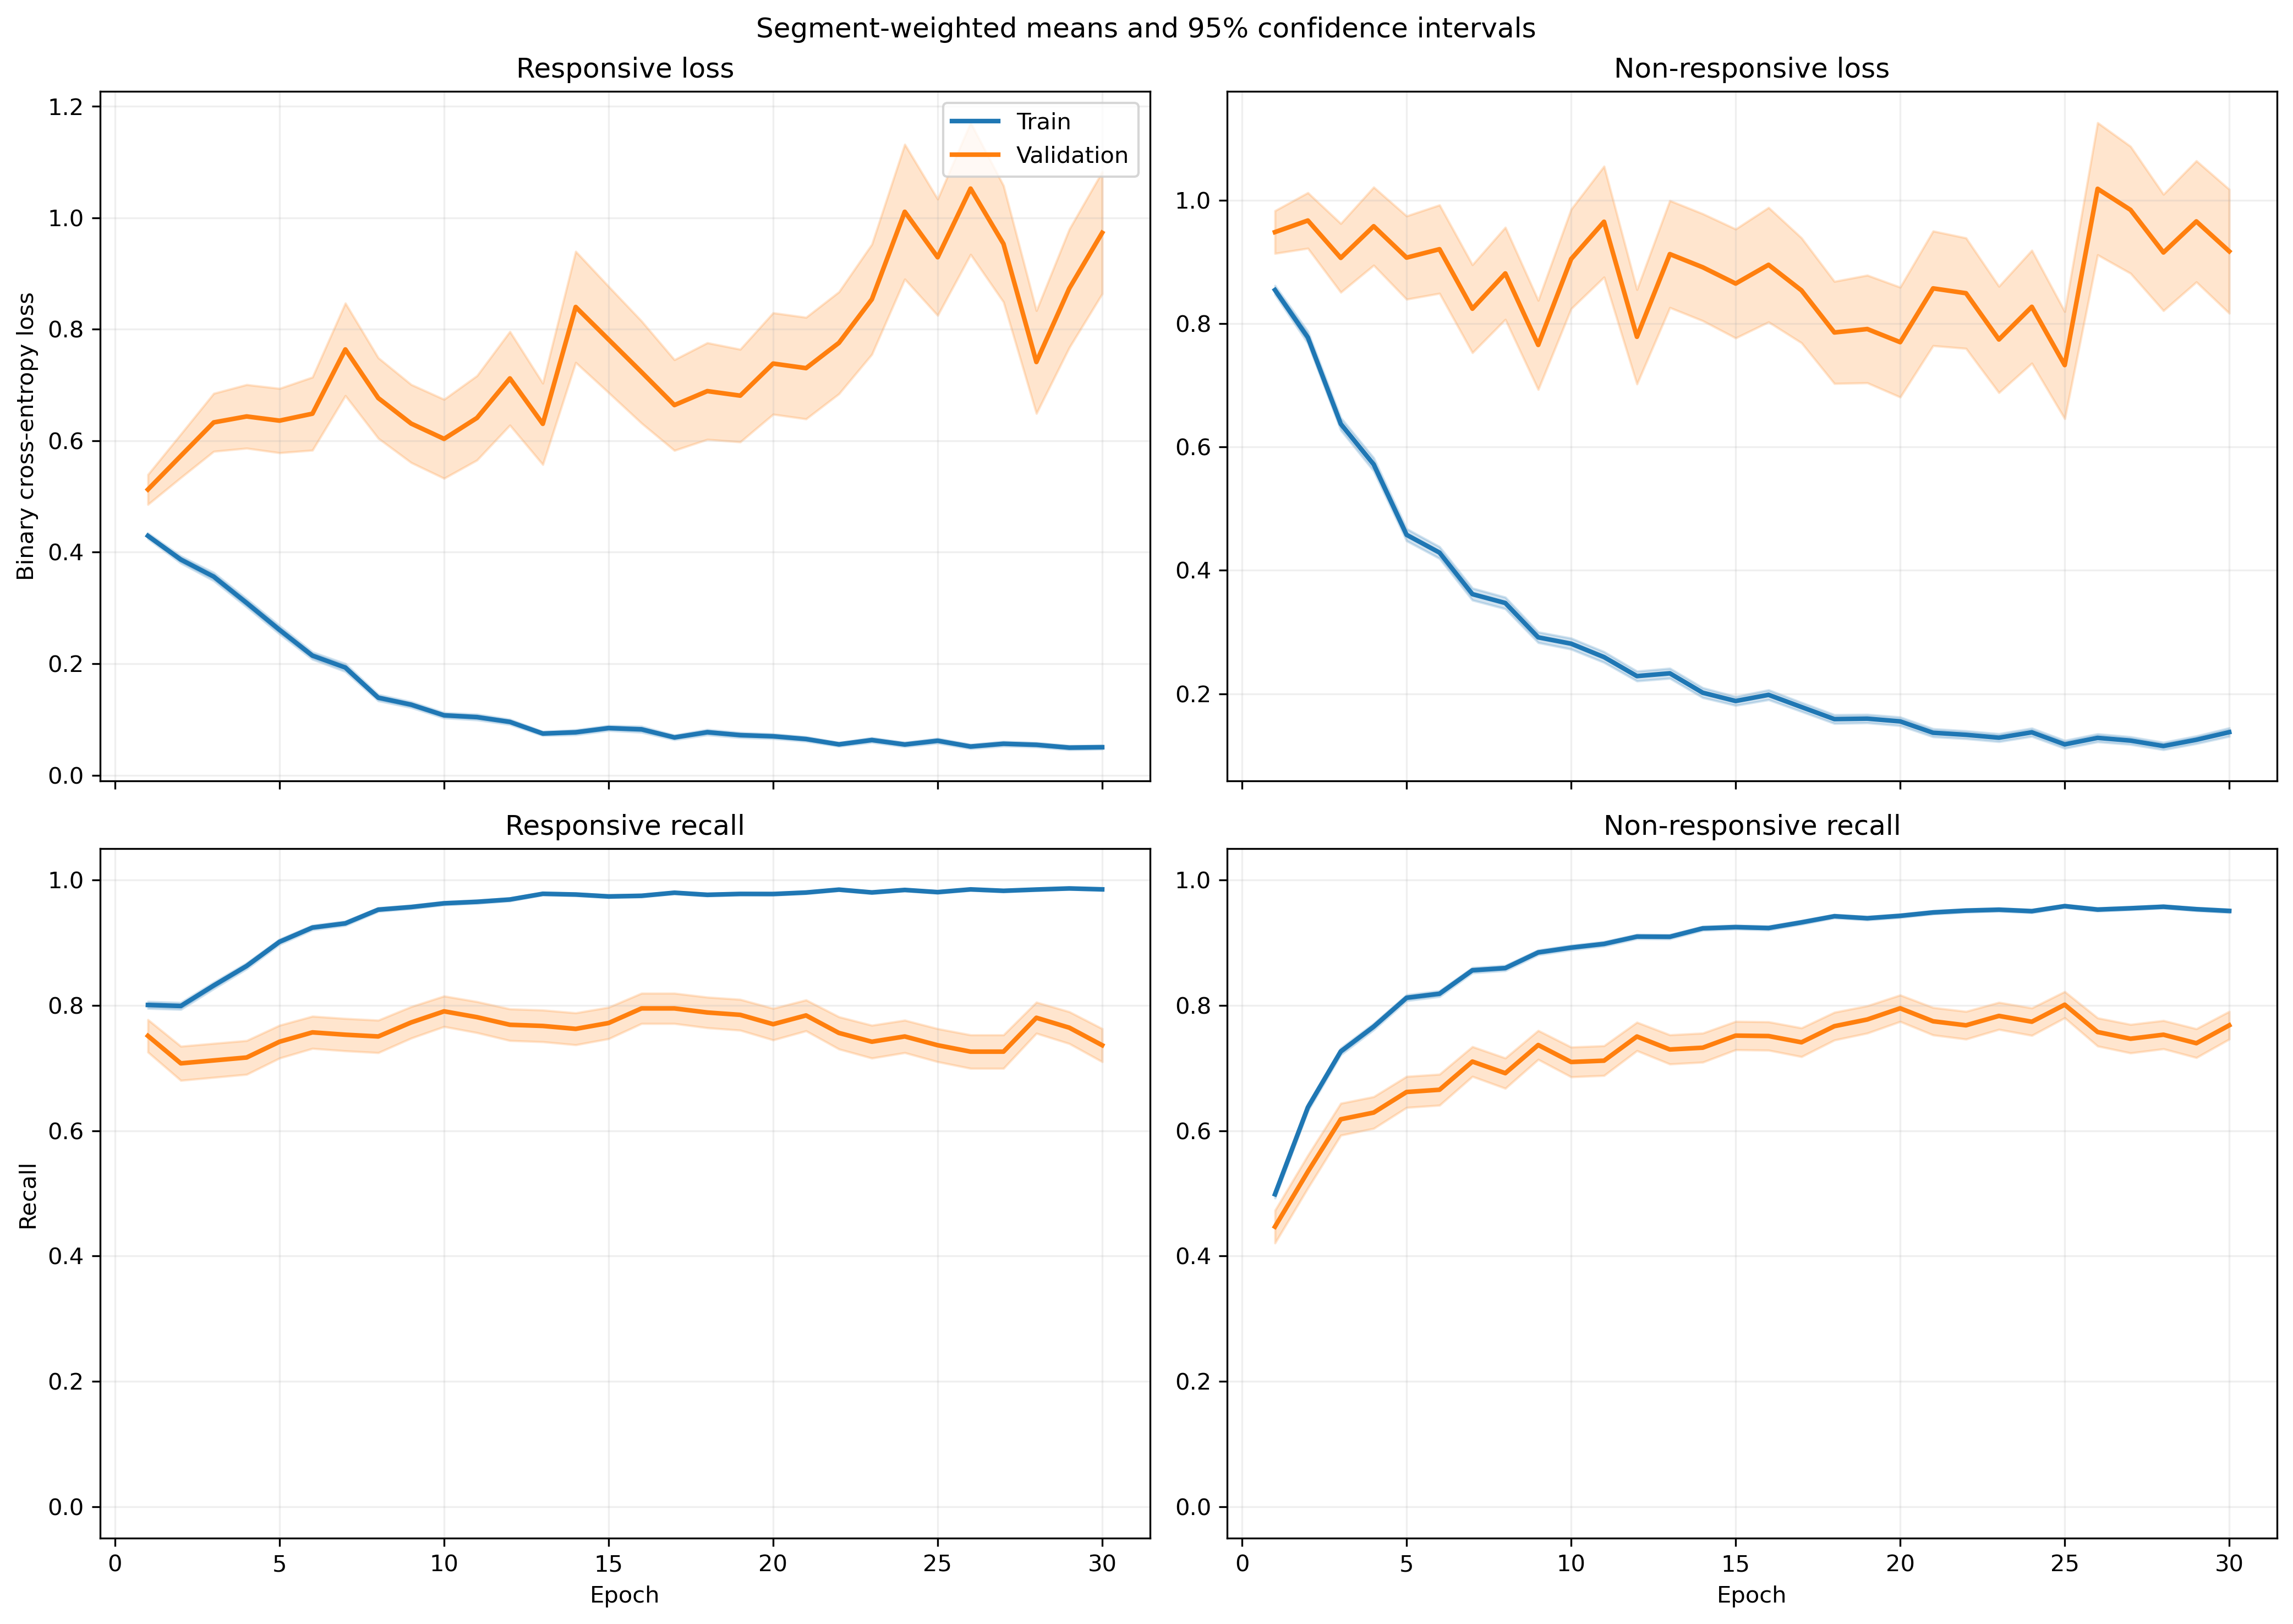 Segment-weighted means and 95% confidence intervals
Responsive loss
Binary cross-entropy loss
1.2
1.0
0.8
0.6
0.4
0.2
0.0
Train
Validation
Non-responsive loss
1.0
0.8
0.6
0.4
0.2
Responsive recall
Recall
1.0
0.8
0.6
0.4
0.2
0.0
0 5 10 15 20 25 30
Epoch
Non-responsive recall
1.0
0.8
0.6
0.4
0.2
0.0
0 5 10 15 20 25 30
Epoch